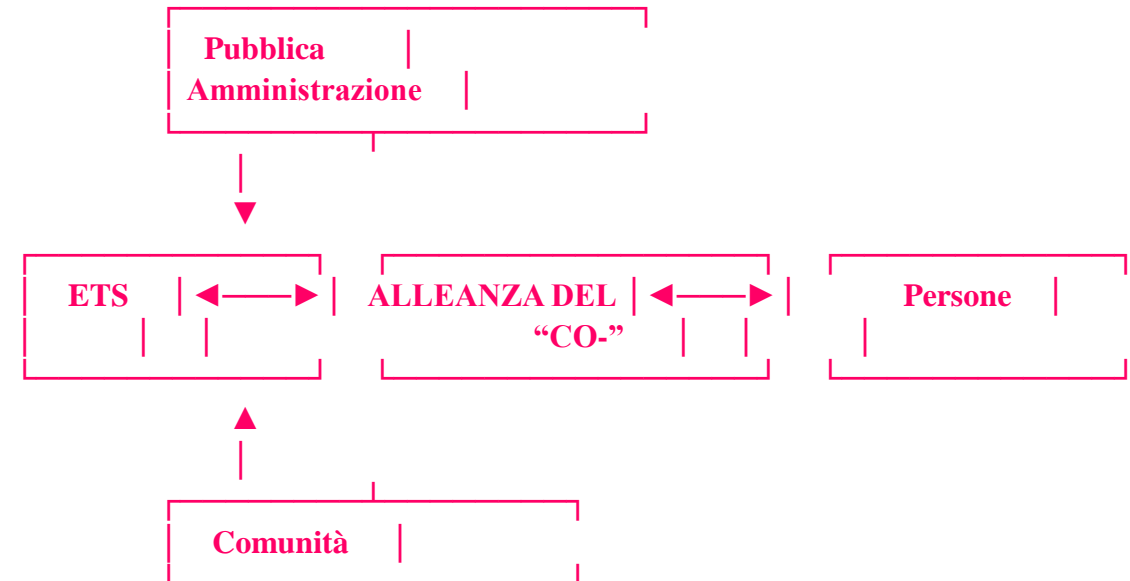 Pubblica
Amministrazione
ETS ALLEANZA DEL Persone
“CO-”
Comunità